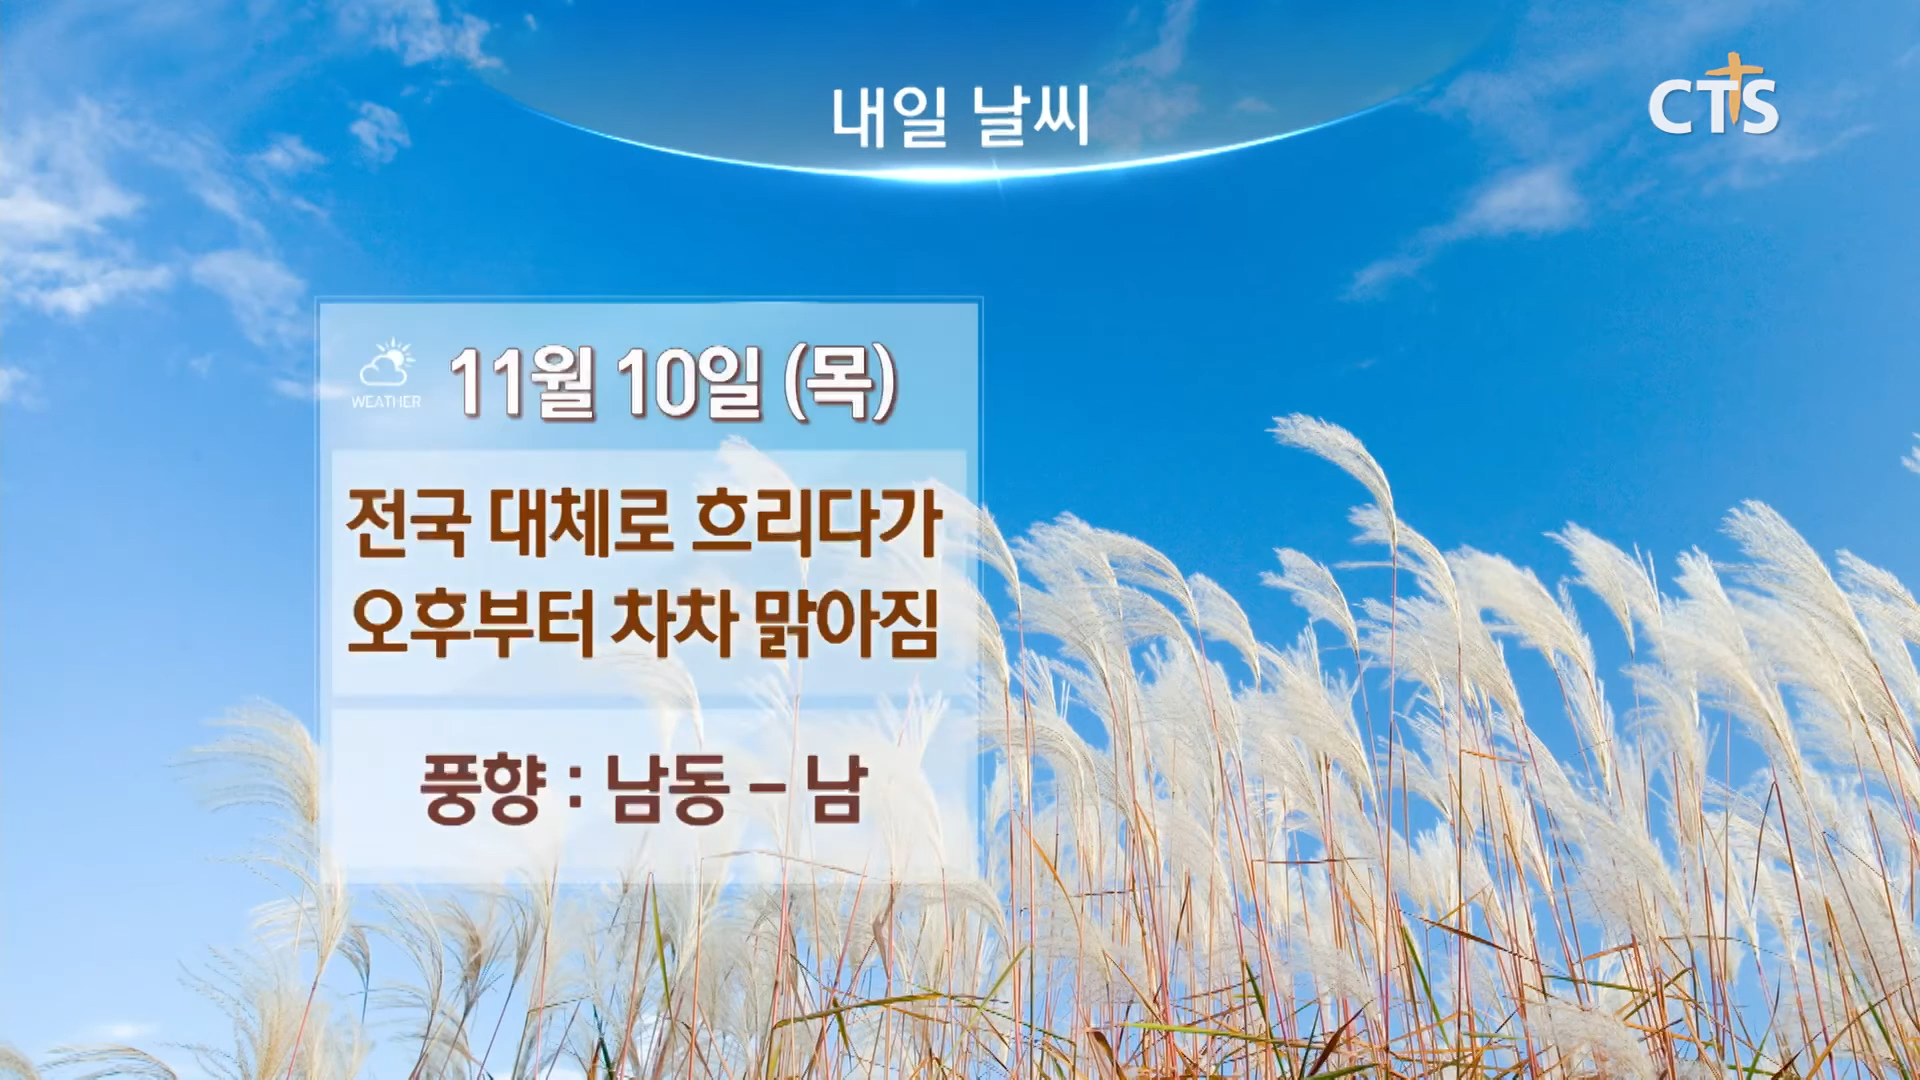 내일 날씨
CTS
WEATHER
11월 10일 (목)
전국 대체로 흐리다가
오후부터 차차 맑아짐
풍향 : 남동 – 남